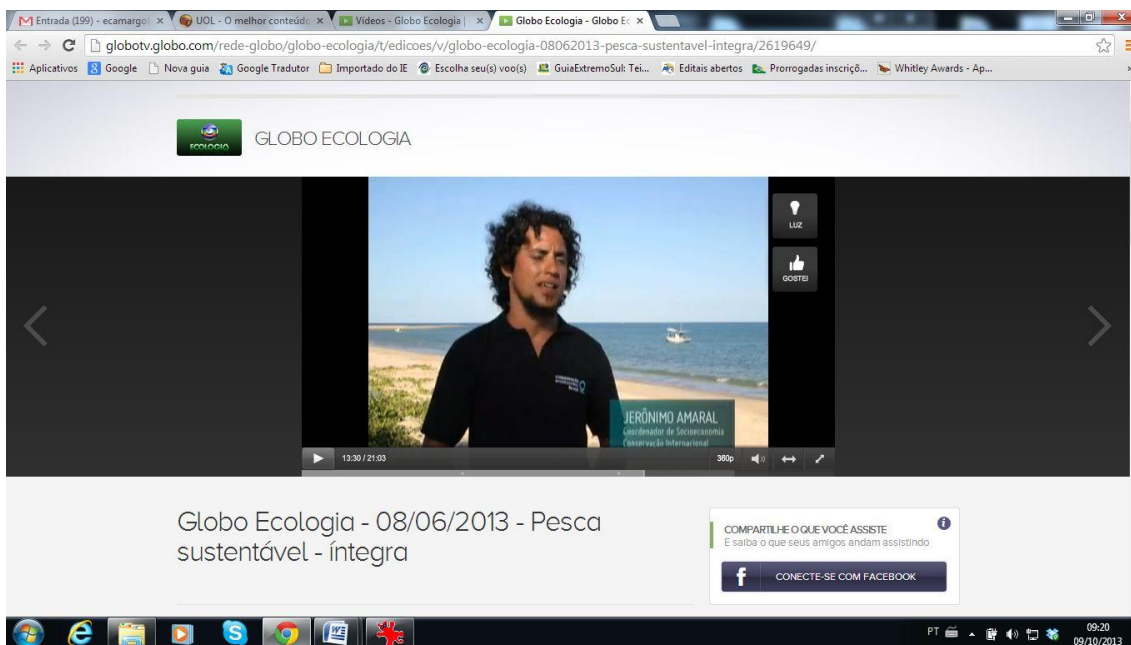 Entrada (199) - ecamargo
UOL - O melhor conteúdo
Vídeos - Globo Ecologia |
Globo Ecologia - Globo Ec
globotv.globo.com/rede-globo/globo-ecologia/t/edicoes/v/globo-ecologia-08062013-pesca-sustentavel-integra/2619649/
Aplicativos Google Nova guia Google Tradutor Importado do IE Escolha seu(s) voo(s) GuiaExtremoSul: Tei... Editais abertos Prorrogadas inscriçõ... Whitley Awards - Ap...
ECOLOGIA
GLOBO ECOLOGIA
LUZ
GOSTEI
JERÔNIMO AMARAL
Coordenador de Socioeconomia
Conservação Internacional
13:30 / 21:03
360p
Globo Ecologia - 08/06/2013 - Pesca
sustentável - íntegra
COMPARTILHE O QUE VOCÊ ASSISTE
E saiba o que seus amigos andam assistindo
f CONECTE-SE COM FACEBOOK
PT
09:20
09/10/2013